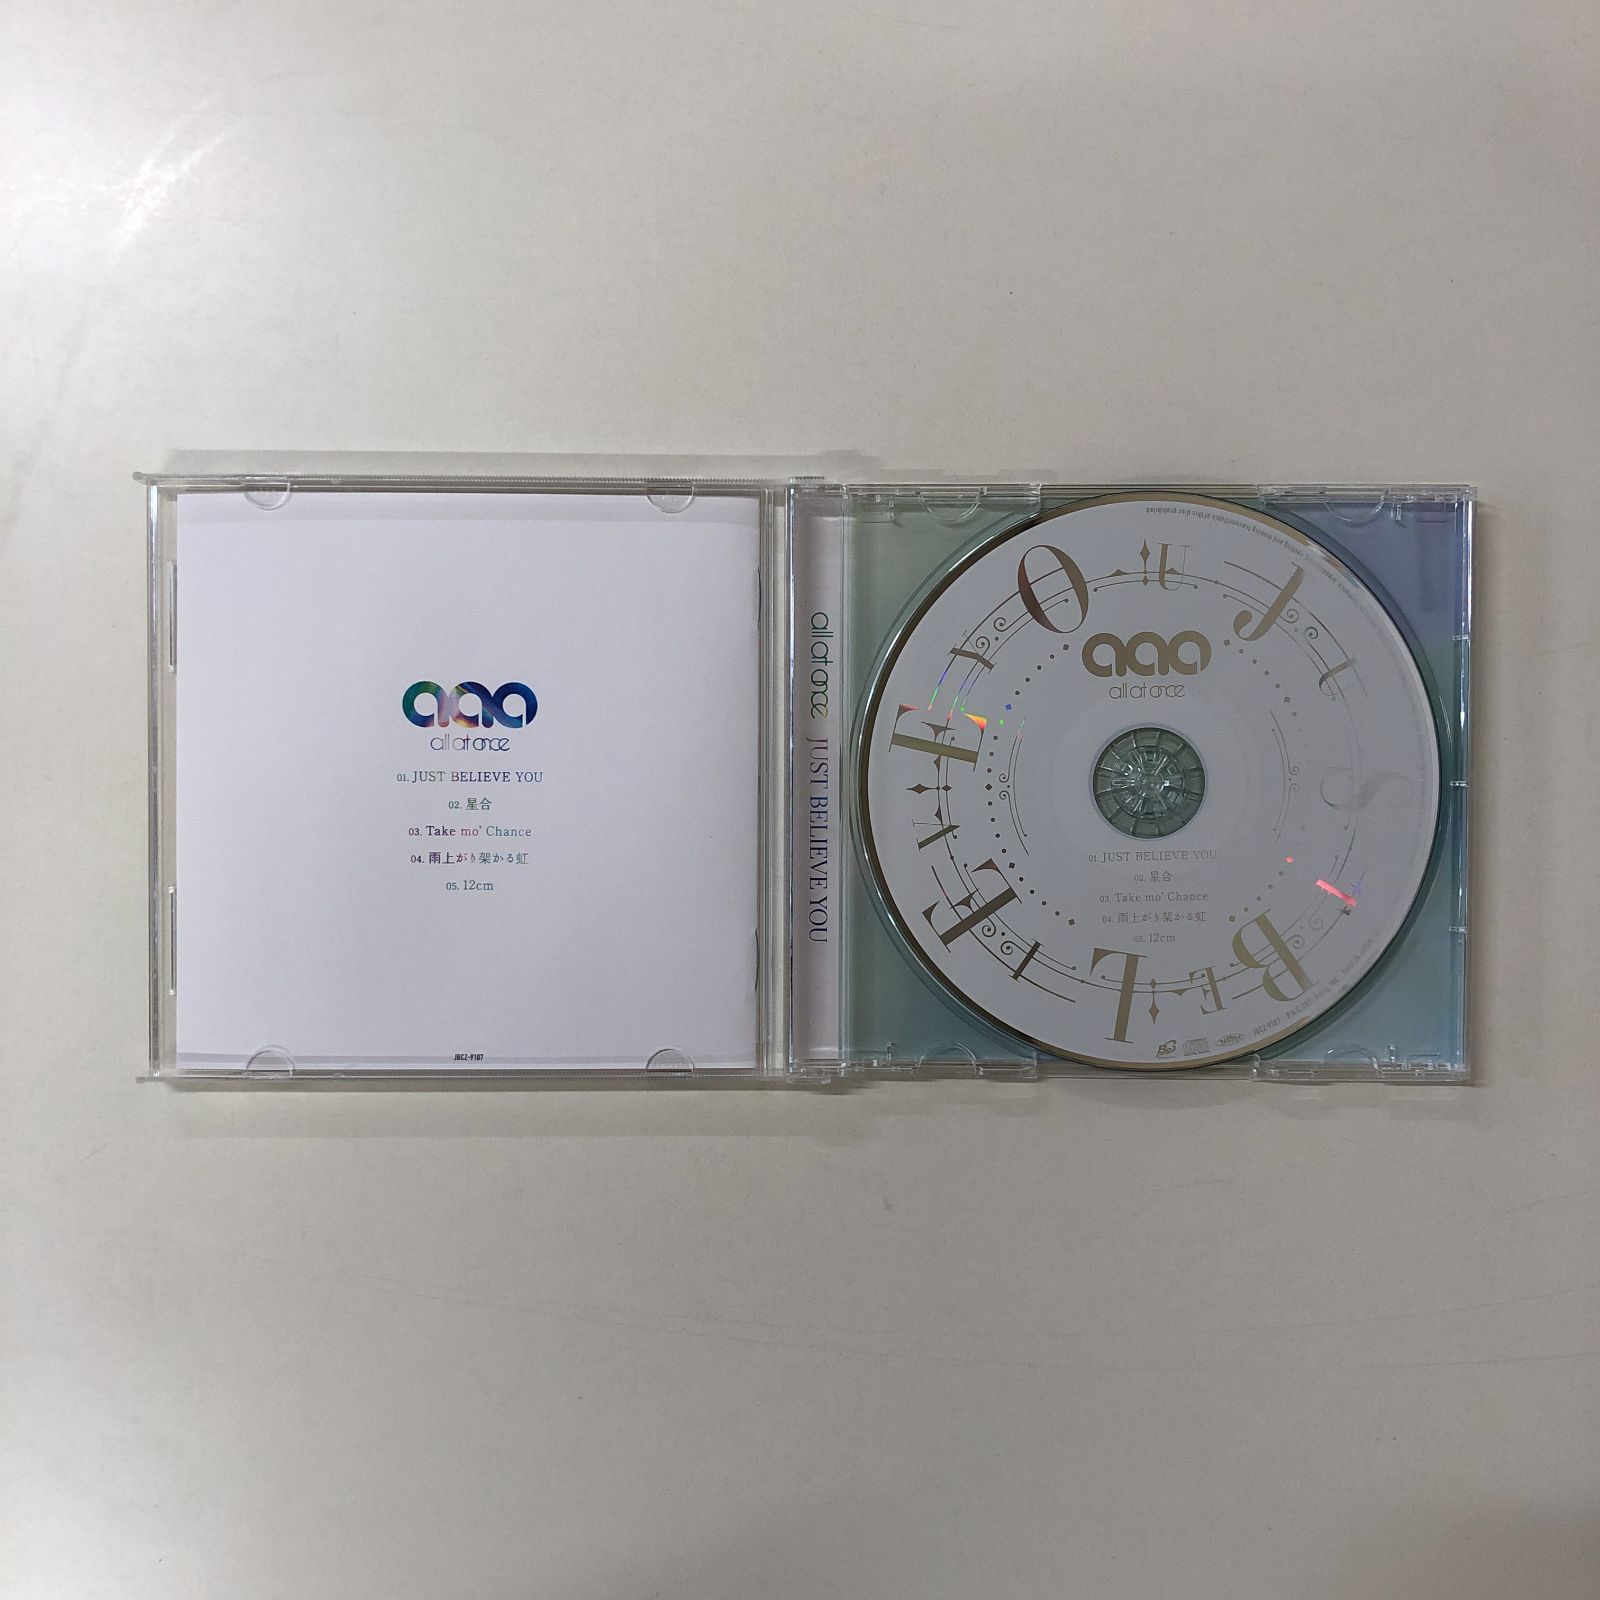 aaa
all at once
01. JUST BELIEVE YOU
02. 星合
03. Take mo' Chance
04. 雨上がり架かる虹
05. 12cm
JBCZ-9107
all at once JUST BELIEVE YOU
JUST BELIEVE YOU
aaa
all at once
01. JUST BELIEVE YOU
02. 星合
03. Take mo' Chance
04. 雨上がり架かる虹
05. 12cm
JBCZ-9107